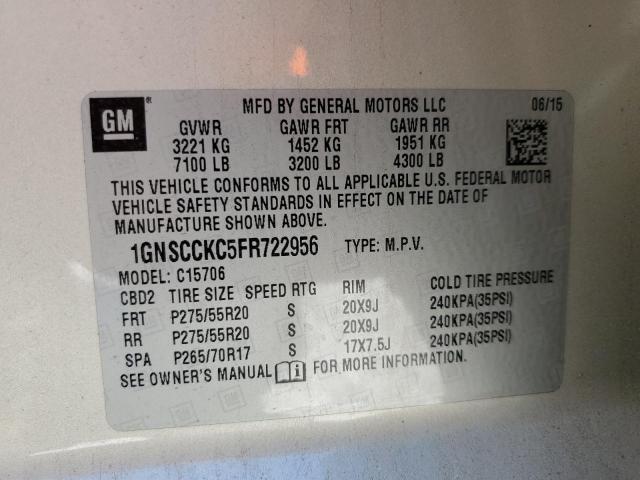 GM
MFD BY GENERAL MOTORS LLC 06/15
GVWR GAWR FRT GAWR RR
3221 KG 1452 KG 1951 KG
7100 LB 3200 LB 4300 LB
THIS VEHICLE CONFORMS TO ALL APPLICABLE U.S. FEDERAL MOTOR
VEHICLE SAFETY STANDARDS IN EFFECT ON THE DATE OF
MANUFACTURE SHOWN ABOVE.
1GNSCCKC5FR722956 TYPE: M.P.V.
MODEL: C15706
CBD2 TIRE SIZE SPEED RTG RIM COLD TIRE PRESSURE
FRT P275/55R20 S 20X9J 240KPA(35PSI)
RR P275/55R20 S 20X9J 240KPA(35PSI)
SPA P265/70R17 S 17X7.5J 240KPA(35PSI)
SEE OWNER'S MANUAL FOR MORE INFORMATION.